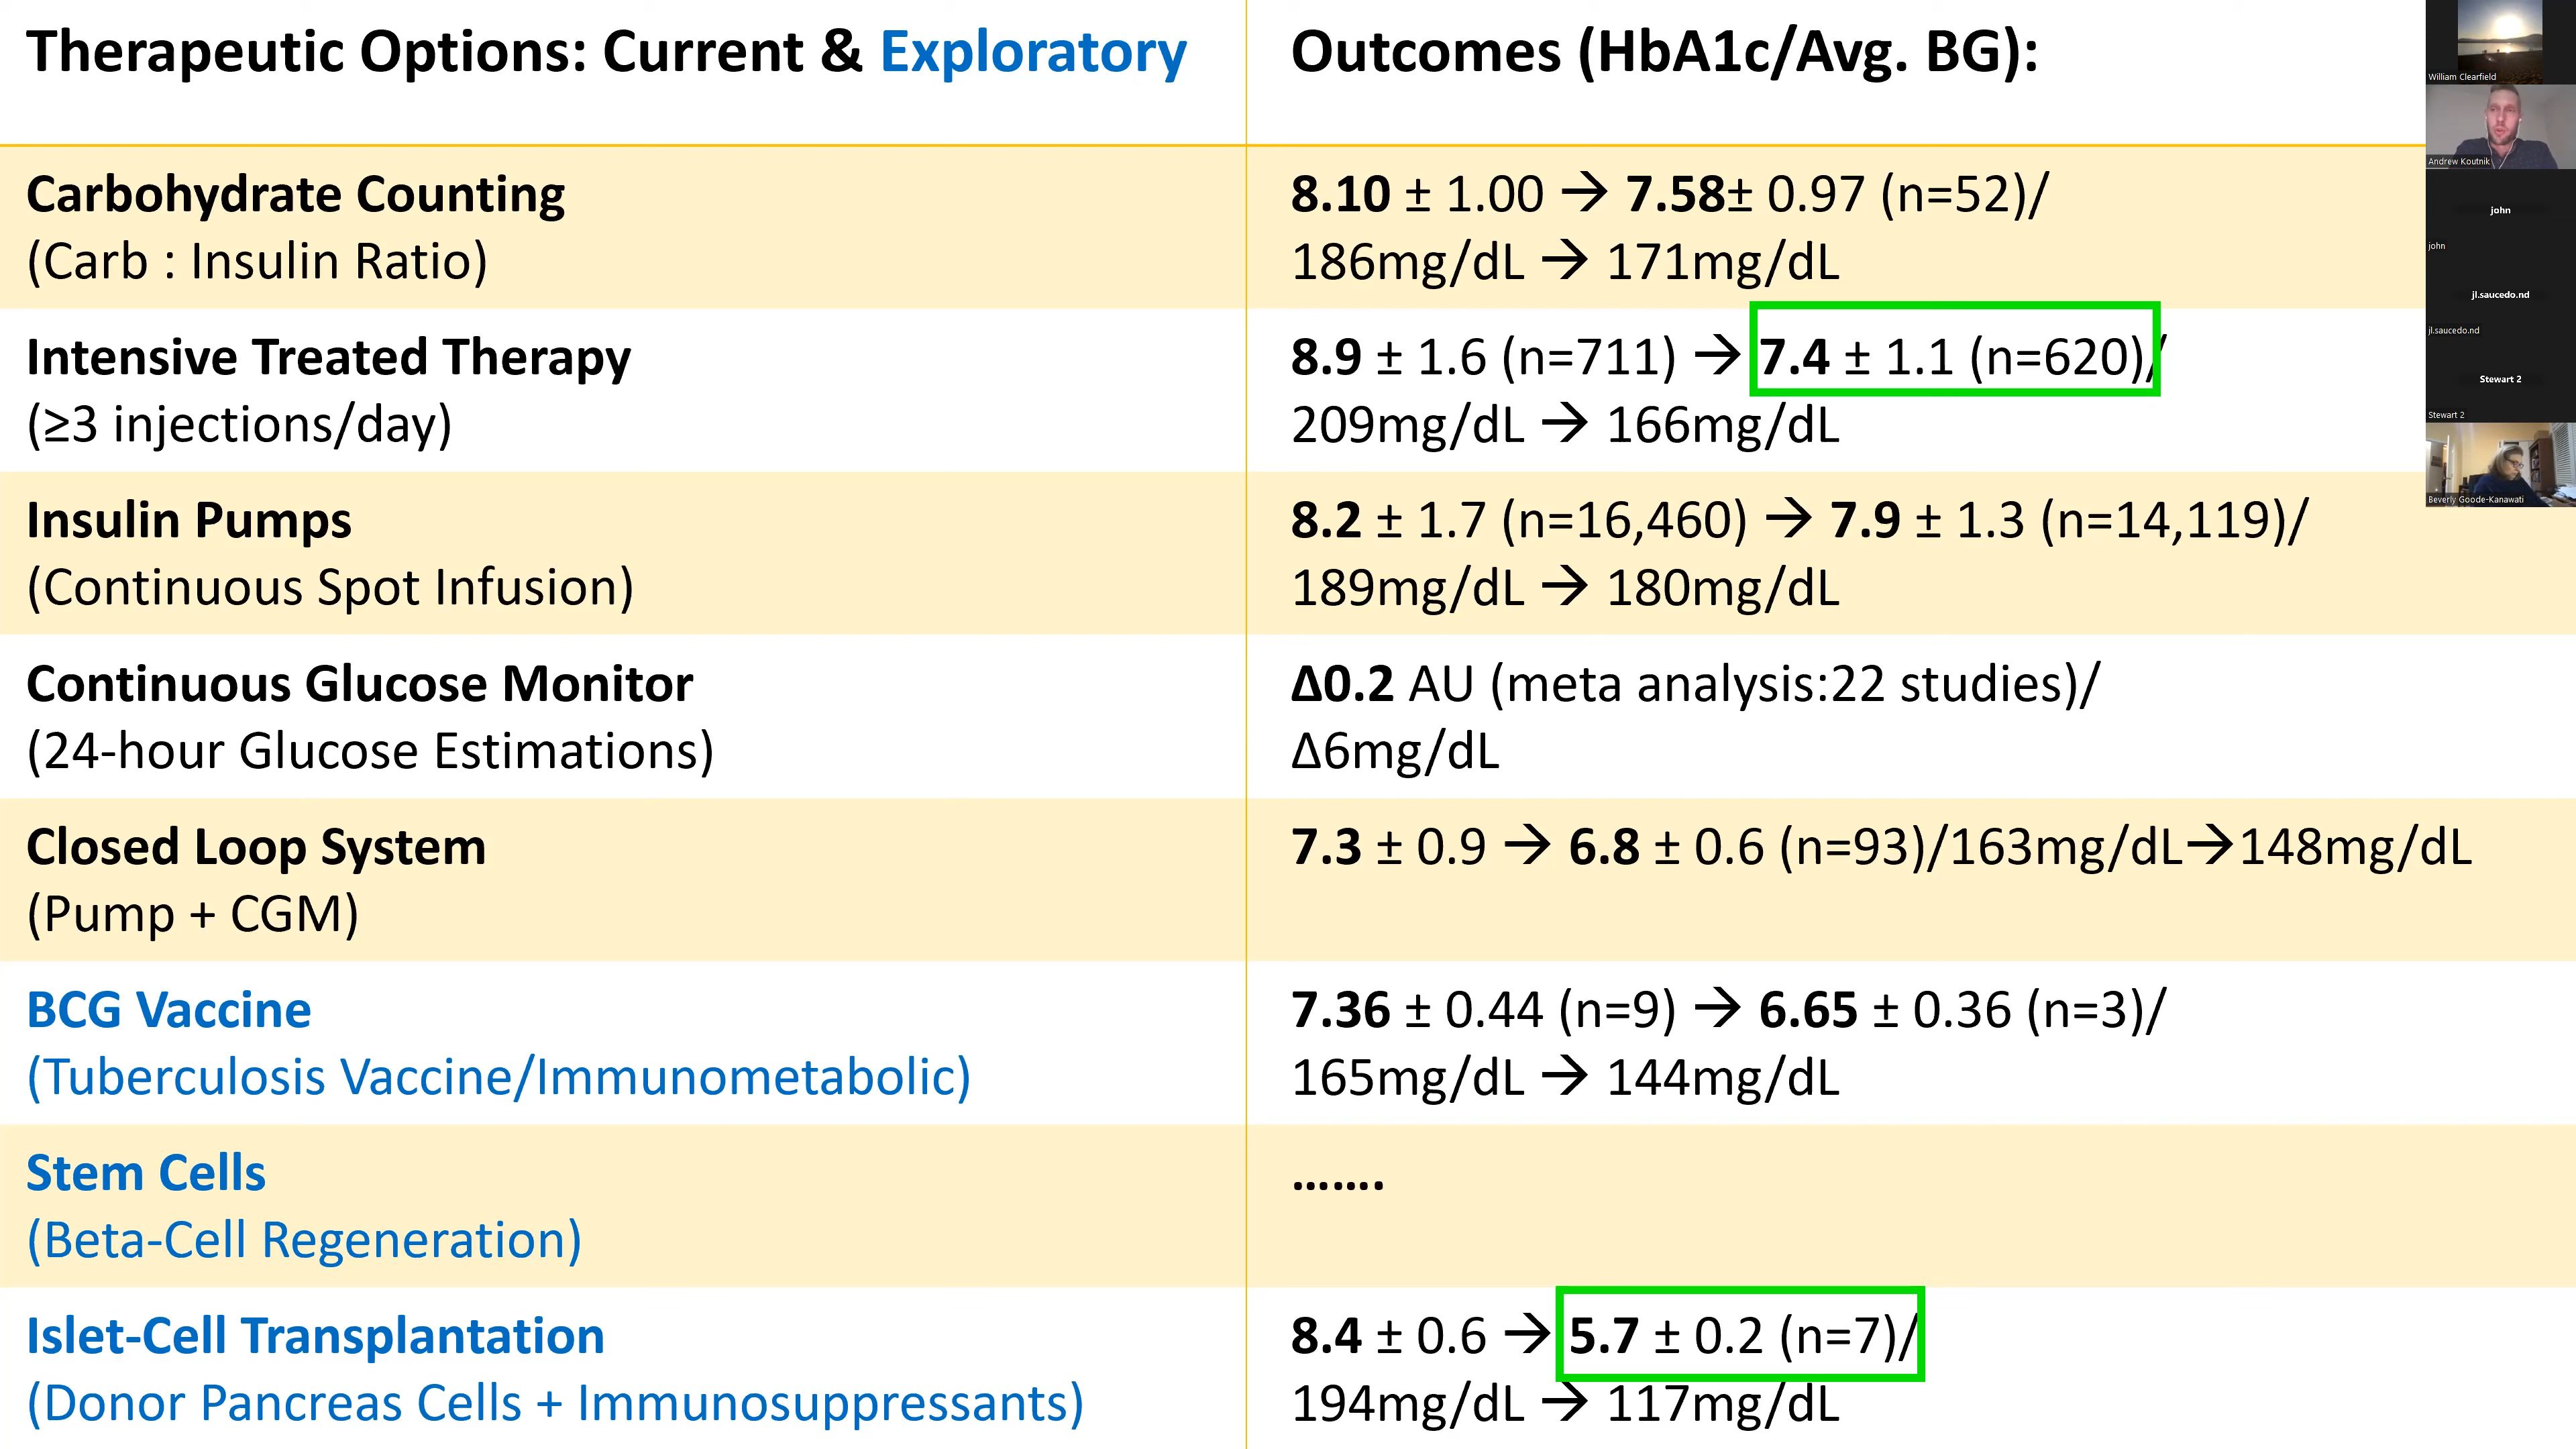 Therapeutic Options: Current & Exploratory
Outcomes (HbA1c/Avg. BG):
Carbohydrate Counting
(Carb : Insulin Ratio)
8.10 ± 1.00 → 7.58± 0.97 (n=52)/
186mg/dL → 171mg/dL
Intensive Treated Therapy
(≥3 injections/day)
8.9 ± 1.6 (n=711) → 7.4 ± 1.1 (n=620)/
209mg/dL → 166mg/dL
Insulin Pumps
(Continuous Spot Infusion)
8.2 ± 1.7 (n=16,460) → 7.9 ± 1.3 (n=14,119)/
189mg/dL → 180mg/dL
Continuous Glucose Monitor
(24-hour Glucose Estimations)
Δ0.2 AU (meta analysis:22 studies)/
Δ6mg/dL
Closed Loop System
(Pump + CGM)
7.3 ± 0.9 → 6.8 ± 0.6 (n=93)/163mg/dL→148mg/dL
BCG Vaccine
(Tuberculosis Vaccine/Immunometabolic)
7.36 ± 0.44 (n=9) → 6.65 ± 0.36 (n=3)/
165mg/dL → 144mg/dL
Stem Cells
(Beta-Cell Regeneration)
…….
Islet-Cell Transplantation
(Donor Pancreas Cells + Immunosuppressants)
8.4 ± 0.6 → 5.7 ± 0.2 (n=7)/
194mg/dL → 117mg/dL
William Clearfield
Andrew Koutnik
john
john
jl.saucedo.nd
jl.saucedo.nd
Stewart 2
Stewart 2
Beverly Goode-Kanawati